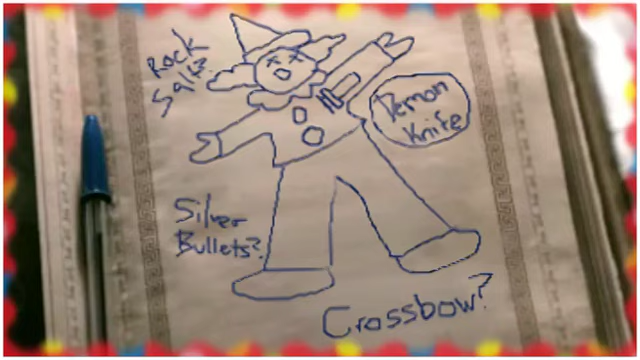 Rock
Salt?
Demon
Knife
Silver
Bullets?
Crossbow?